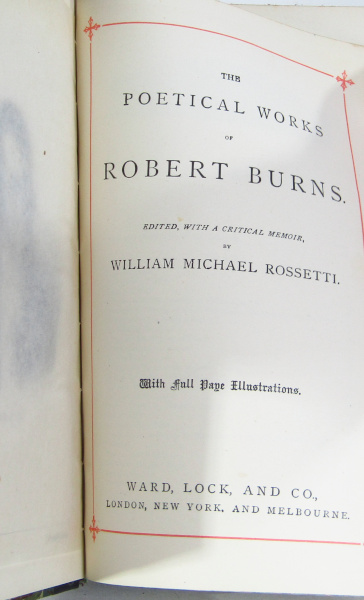 THE
POETICAL WORKS
OF
ROBERT BURNS.
EDITED, WITH A CRITICAL MEMOIR,
BY
WILLIAM MICHAEL ROSSETTI.
With Full Page Illustrations.
WARD, LOCK, AND CO.,
LONDON, NEW YORK, AND MELBOURNE.